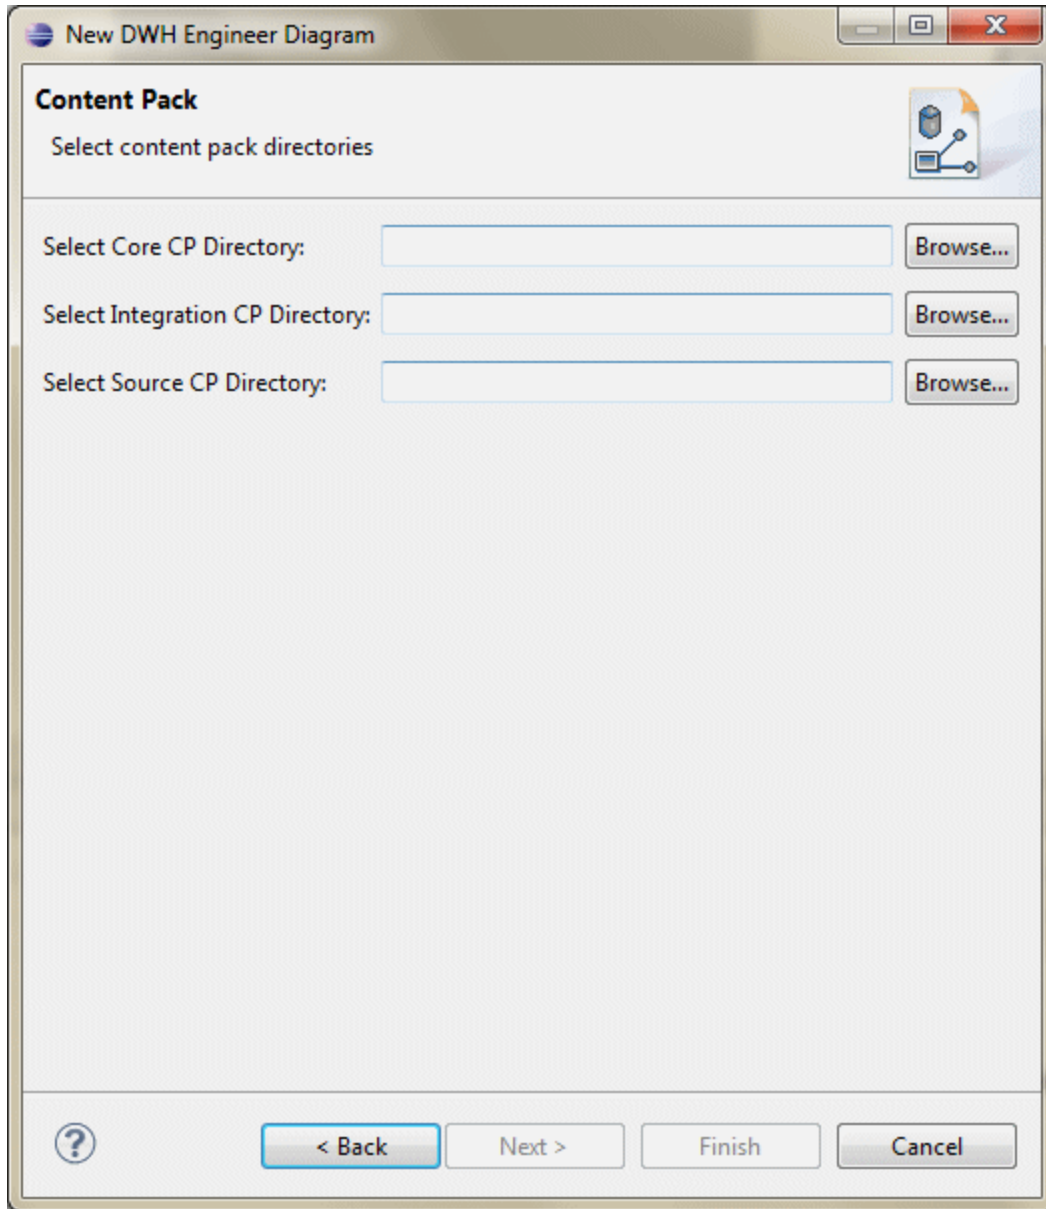 New DWH Engineer Diagram
Content Pack
Select content pack directories
Select Core CP Directory:
Browse...
Select Integration CP Directory:
Browse...
Select Source CP Directory:
Browse...
?
< Back
Next >
Finish
Cancel